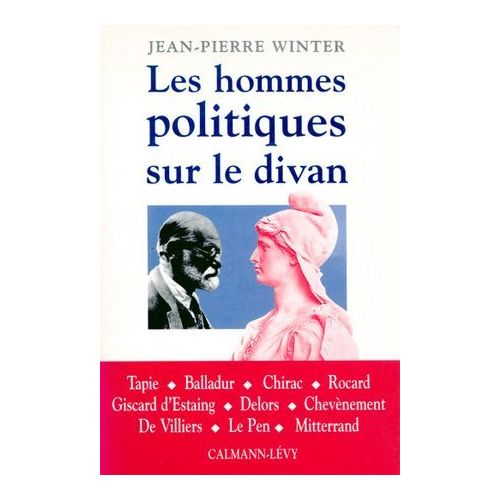 JEAN-PIERRE WINTER
Les hommes
politiques
sur le divan
Tapie ◆ Balladur ◆ Chirac ◆ Rocard
Giscard d'Estaing ◆ Delors ◆ Chevènement
De Villiers ◆ Le Pen ◆ Mitterrand
CALMANN-LÉVY